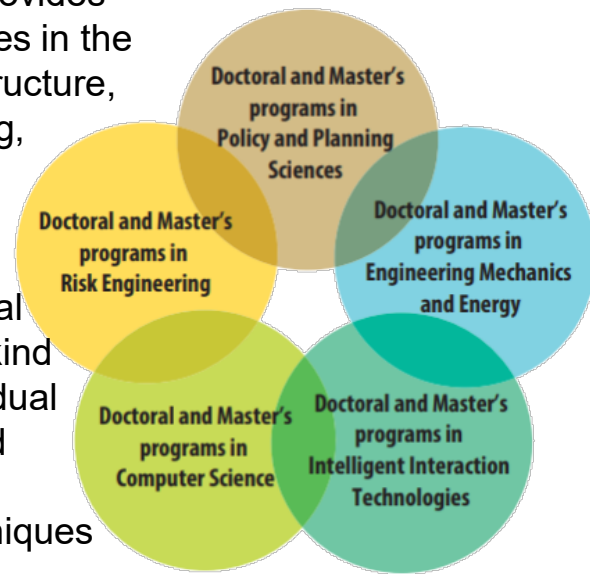 es in the
ructure,
g,
al
kind
dual
d
niques
Doctoral and Master's
programs in
Policy and Planning
Sciences
Doctoral and Master's
programs in
Risk Engineering
Doctoral and Master's
programs in
Engineering Mechanics
and Energy
Doctoral and Master's
programs in
Computer Science
Doctoral and Master's
programs in
Intelligent Interaction
Technologies